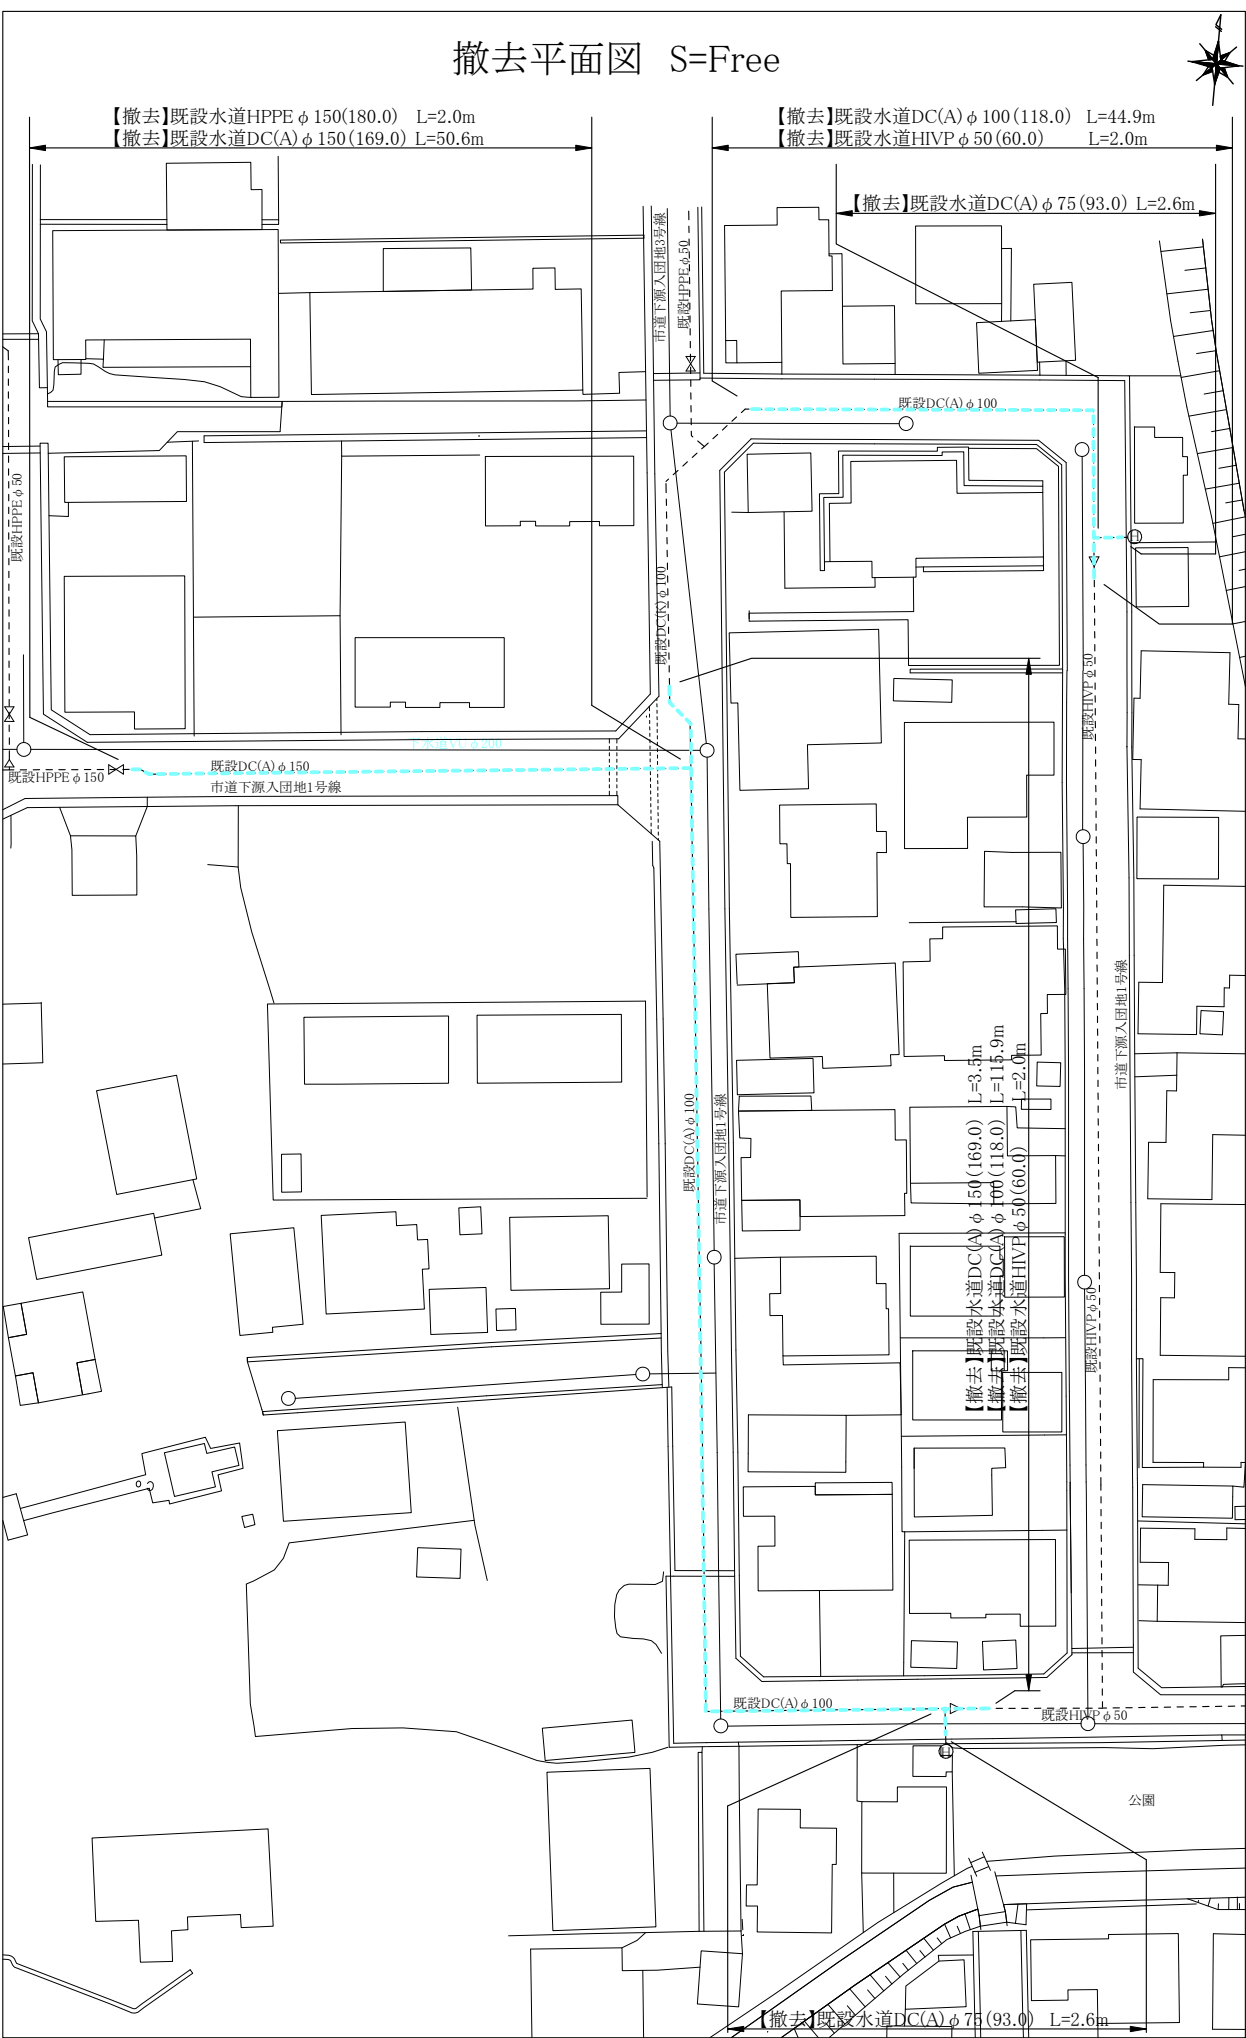 撤去平面図 S=Free
【撤去】既設水道HPPEφ150(180.0) L=2.0m
【撤去】既設水道DC(A)φ150(169.0) L=50.6m
【撤去】既設水道DC(A)φ100(118.0) L=44.9m
【撤去】既設水道HIVPφ50(60.0) L=2.0m
【撤去】既設水道DC(A)φ75(93.0) L=2.6m
市道下源入団地3号線
既設HPPEφ50
既設DC(A)φ100
既設HPPEφ50
H
既設DC(K)φ100
既設HIVPφ50
下水道VUφ200
既設HPPEφ150
既設DC(A)φ150
市道下源入団地1号線
市道下源入団地1号線
既設DC(A)φ100
市道下源入団地1号線
【撤去】既設水道DC(A)φ150(169.0) L=3.5m
【撤去】既設水道DC(A)φ100(118.0) L=115.9m
【撤去】既設水道HIVPφ50(60.0) L=2.0m
既設HIVPφ50
既設DC(A)φ100
既設HIVPφ50
H
公園
【撤去】既設水道DC(A)φ75(93.0) L=2.6m